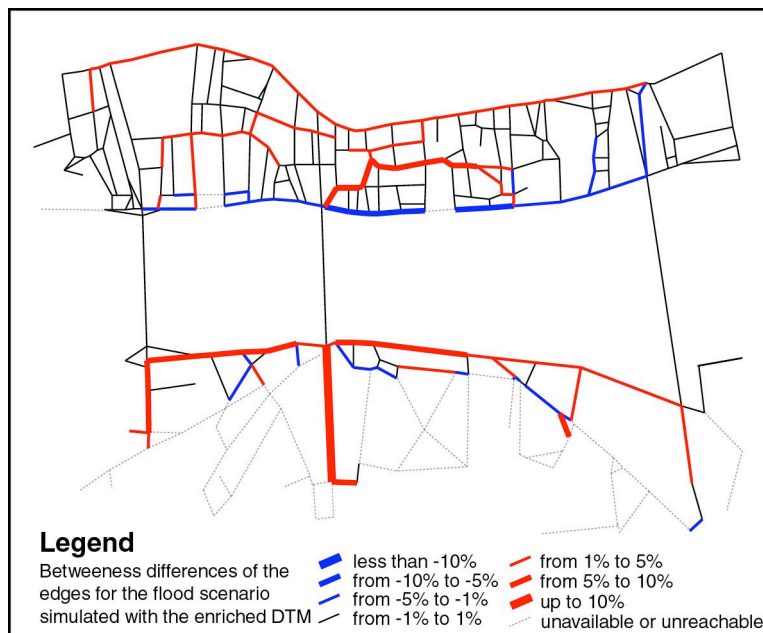 Legend
Betweeness differences of the
edges for the flood scenario
simulated with the enriched DTM
less than -10%
from -10% to -5%
from -5% to -1%
from -1% to 1%
from 1% to 5%
from 5% to 10%
up to 10%
unavailable or unreachable